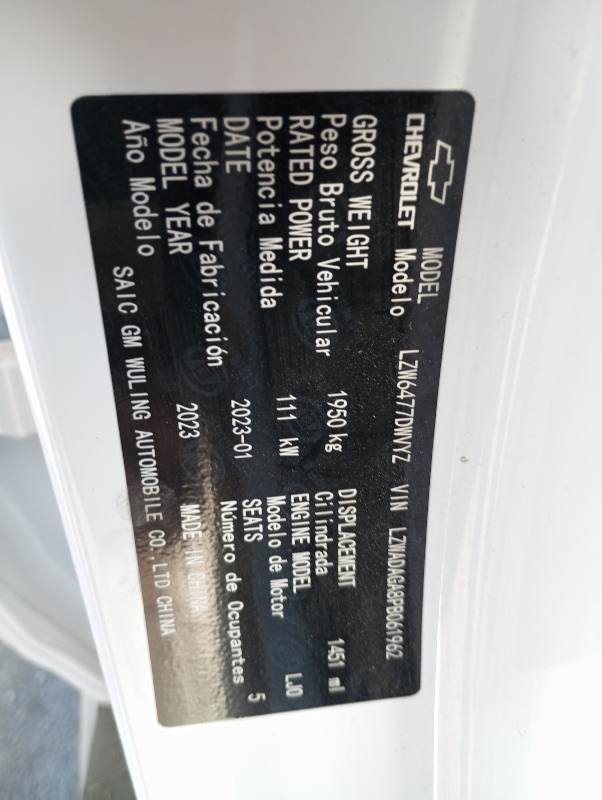 CHEVROLET
MODEL
Modelo LZW6477DWVYZ VIN LZWADAGA8PB061962
GROSS WEIGHT DISPLACEMENT
Peso Bruto Vehicular 1950 kg Cilindrada 1451 ml
RATED POWER ENGINE MODEL
Potencia Medida 111 kW Modelo de Motor LJO
DATE SEATS
Fecha de Fabricación 2023-01 Número de Ocupantes 5
MODEL YEAR
Año Modelo 2023 MADE IN CHINA
SAIC GM WULING AUTOMOBILE CO.,LTD CHINA